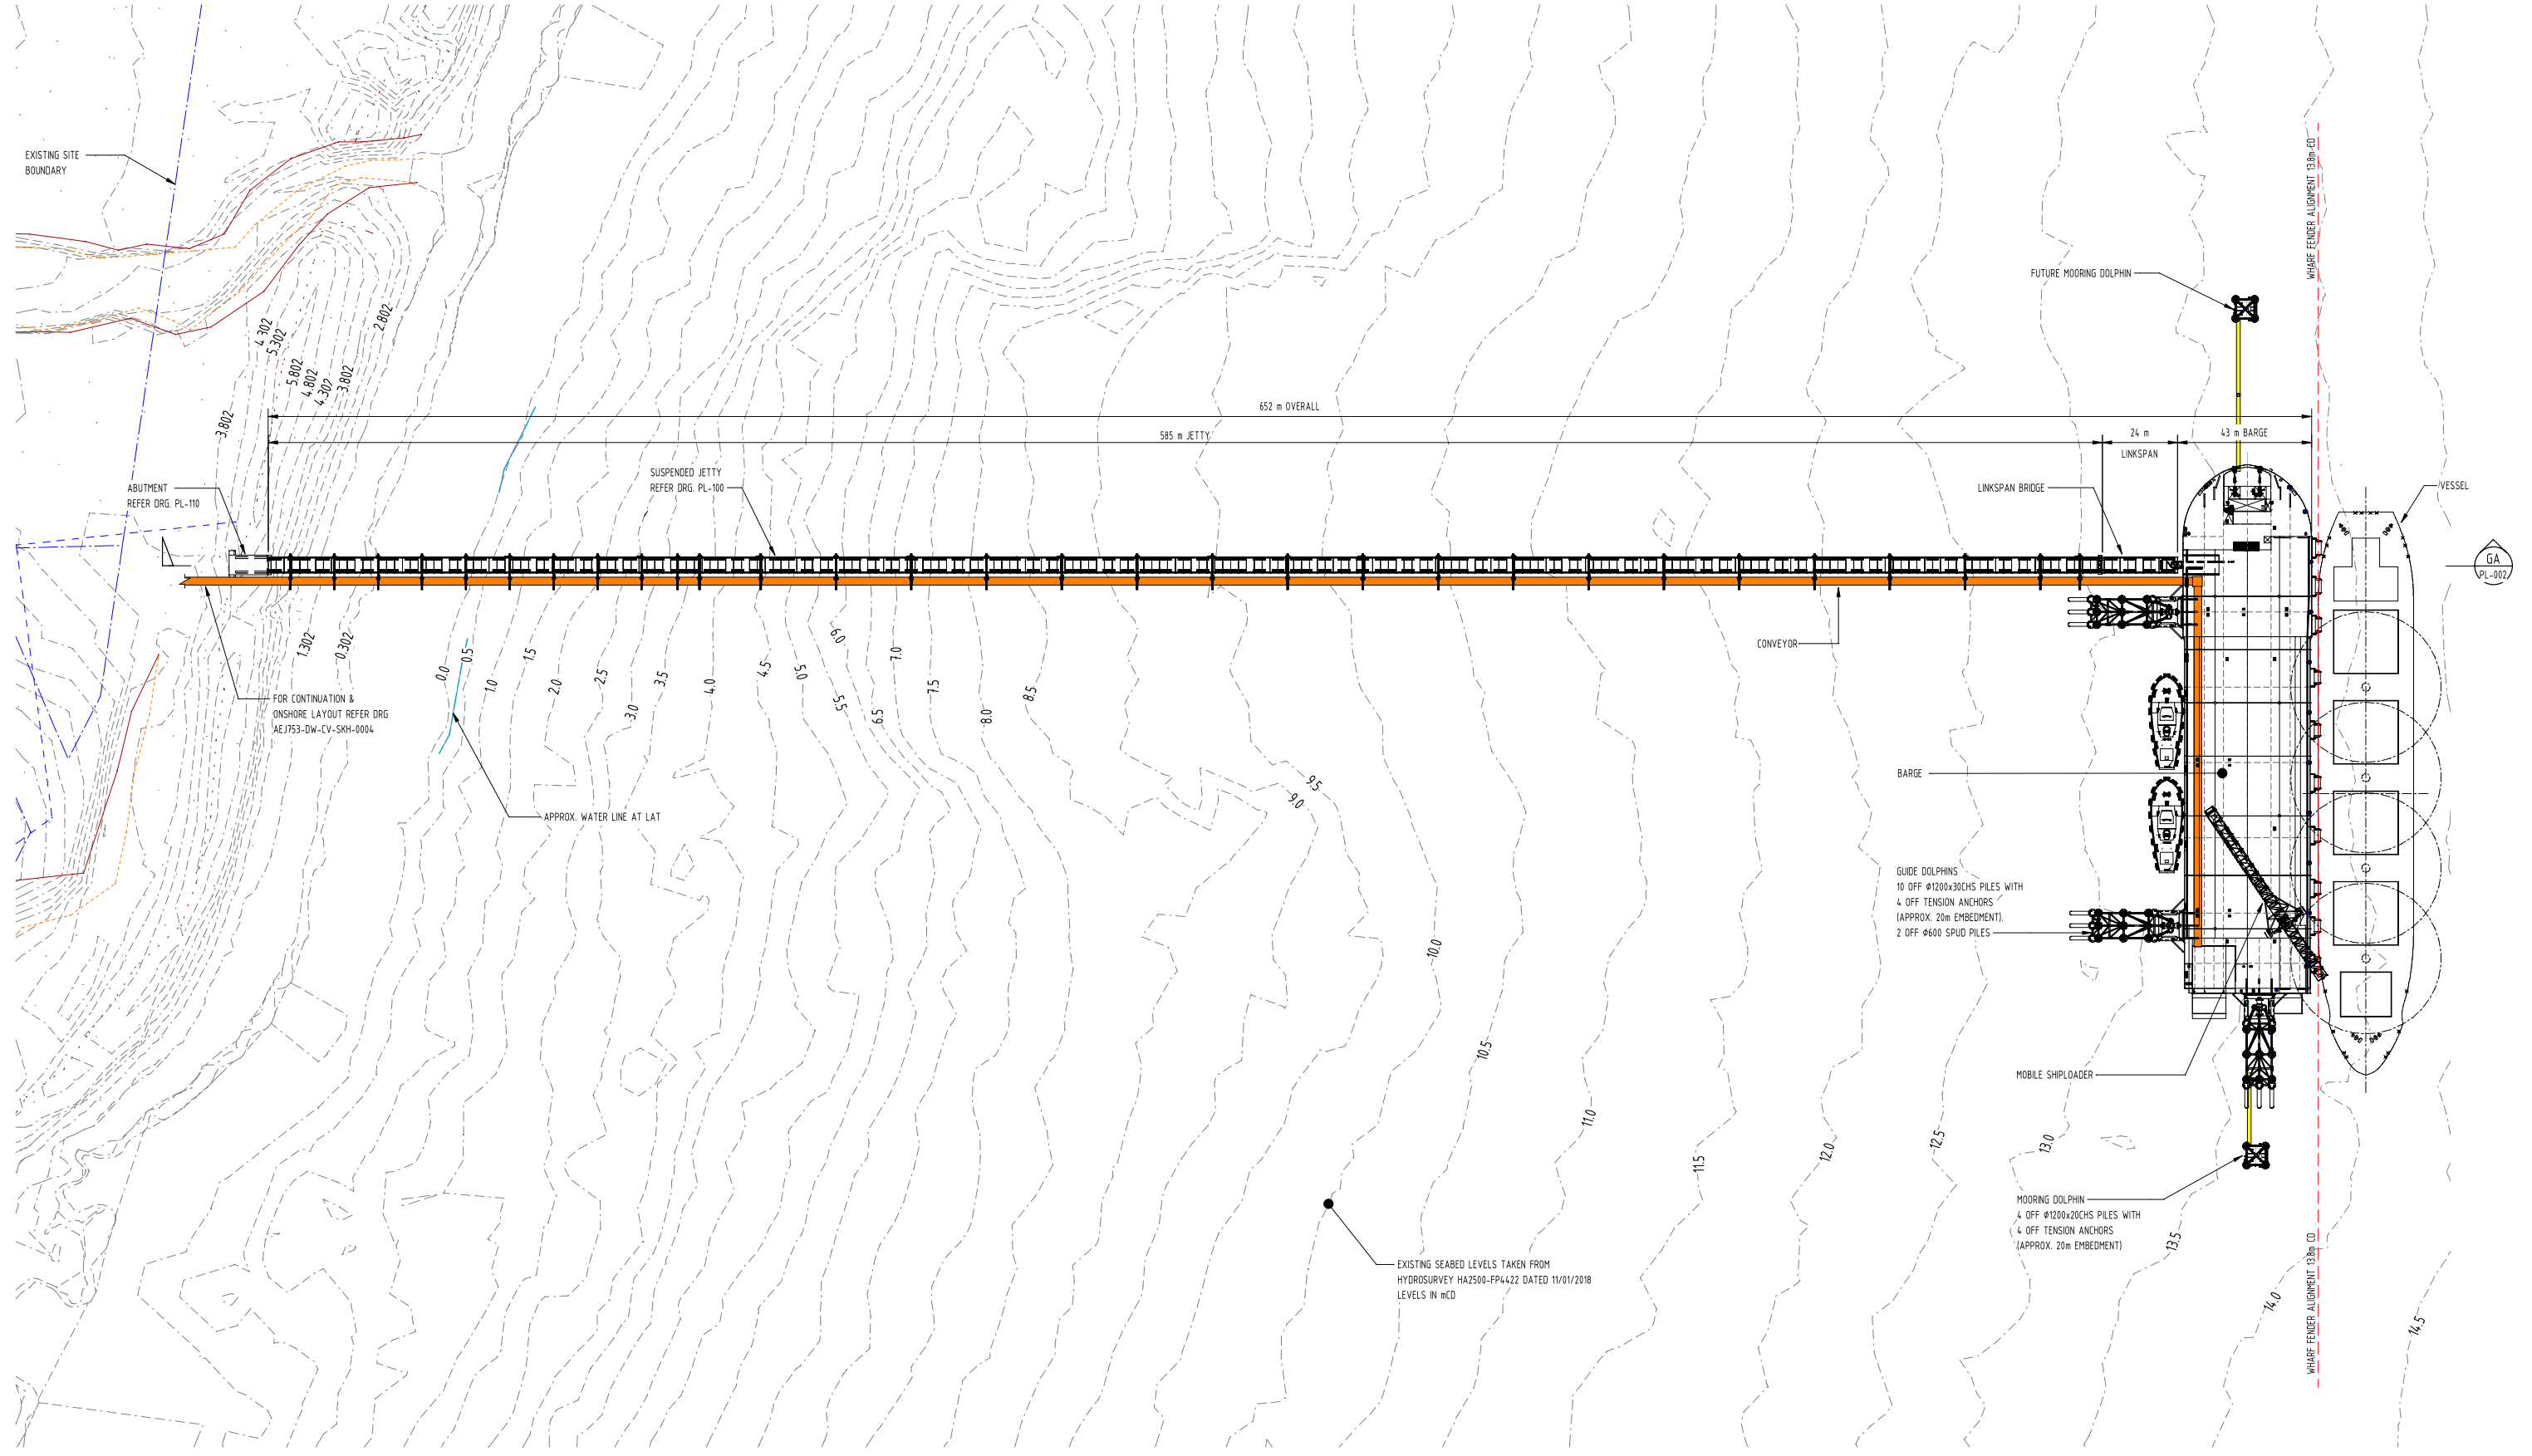 WHARF FENDER ALIGNMENT 13.8m CD
EXISTING SITE
BOUNDARY
FUTURE MOORING DOLPHIN
4.302
5.302
5.802
4.802
4.302
3.802
2.802
3.802
652 m OVERALL
585 m JETTY
24 m
LINKSPAN
43 m BARGE
SUSPENDED JETTY
REFER DRG. PL-100
ABUTMENT
REFER DRG. PL-110
LINKSPAN BRIDGE
VESSEL
GA
PL-002
CONVEYOR
1.302
0.302
0.0
0.5
1.0
1.5
2.0
2.5
3.0
3.5
4.0
4.5
5.0
5.5
6.0
6.5
7.0
7.5
8.0
8.5
9.0
9.5
FOR CONTINUATION &
ONSHORE LAYOUT REFER DRG
AEJ753-DW-CV-SKH-0004
APPROX. WATER LINE AT LAT
BARGE
GUIDE DOLPHINS
10 OFF Ø1200x30CHS PILES WITH
4 OFF TENSION ANCHORS
(APPROX. 20m EMBEDMENT).
2 OFF Ø600 SPUD PILES
10.0
10.5
11.0
11.5
12.0
12.5
13.0
13.5
14.0
14.5
MOBILE SHIPLOADER
MOORING DOLPHIN
4 OFF Ø1200x20CHS PILES WITH
4 OFF TENSION ANCHORS
(APPROX. 20m EMBEDMENT)
EXISTING SEABED LEVELS TAKEN FROM
HYDROSURVEY HA2500-FP4422 DATED 11/01/2018
LEVELS IN mCD
WHARF FENDER ALIGNMENT 13.8m CD